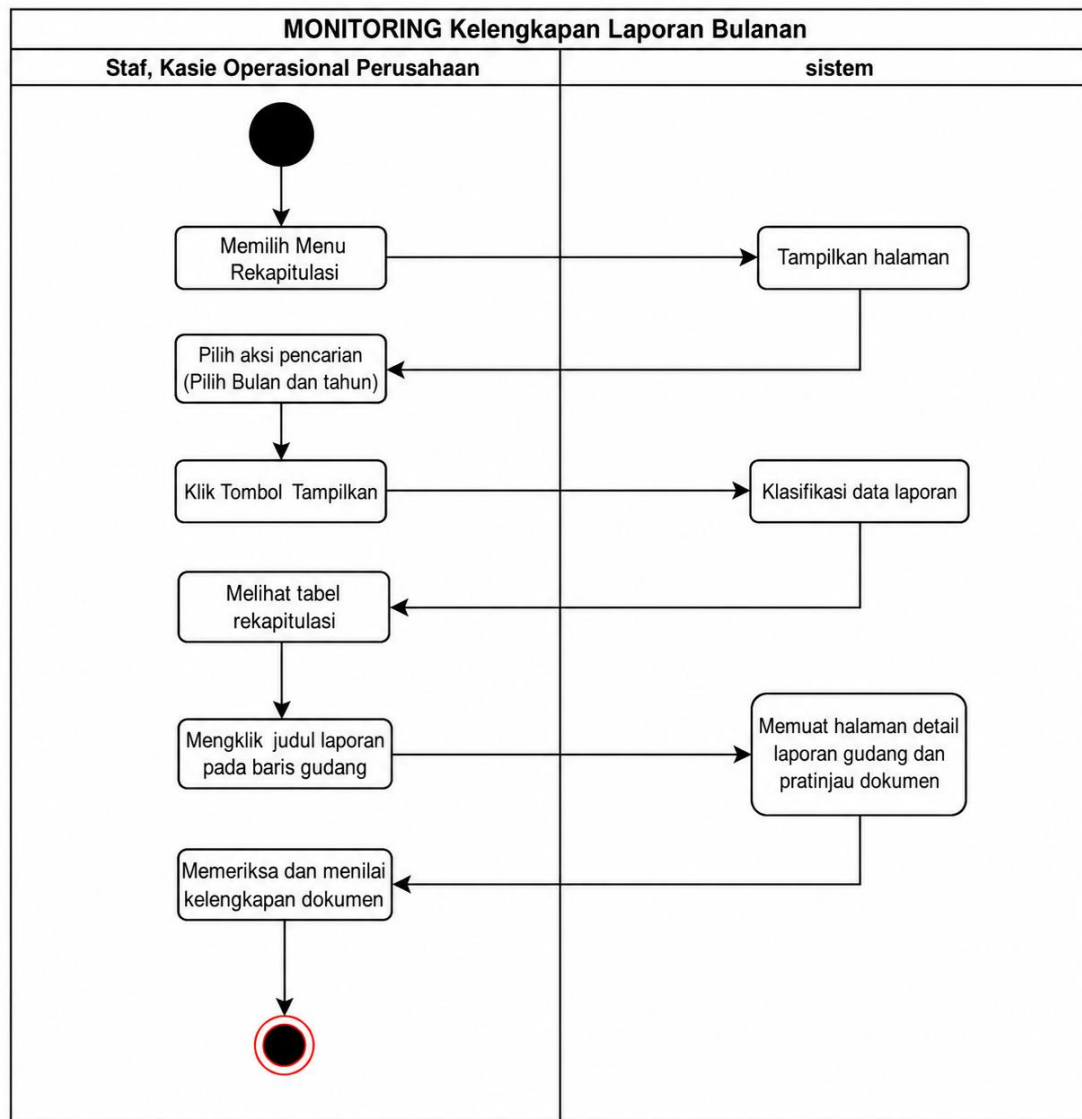 MONITORING Kelengkapan Laporan Bulanan
Staf, Kasie Operasional Perusahaan
sistem
Memilih Menu
Rekapitulasi
Tampilkan halaman
Pilih aksi pencarian
(Pilih Bulan dan tahun)
Klik Tombol Tampilkan
Klasifikasi data laporan
Melihat tabel
rekapitulasi
Mengklik judul laporan
pada baris gudang
Memuat halaman detail
laporan gudang dan
pratinjau dokumen
Memeriksa dan menilai
kelengkapan dokumen